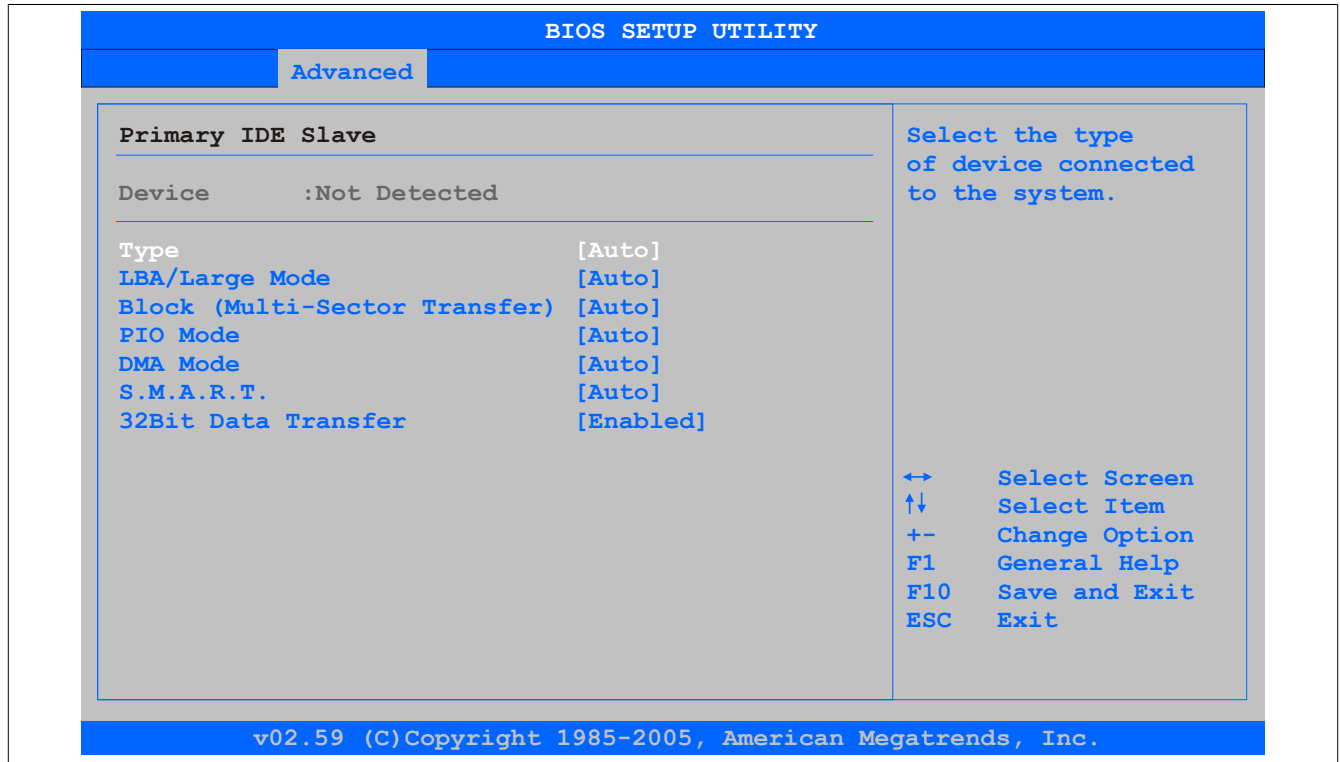 BIOS SETUP UTILITY
Advanced
Primary IDE Slave
Device :Not Detected
Type [Auto]
LBA/Large Mode [Auto]
Block (Multi-Sector Transfer) [Auto]
PIO Mode [Auto]
DMA Mode [Auto]
S.M.A.R.T. [Auto]
32Bit Data Transfer [Enabled]
Select the type
of device connected
to the system.
↔ Select Screen
↑↓ Select Item
+- Change Option
F1 General Help
F10 Save and Exit
ESC Exit
v02.59 (C)Copyright 1985-2005, American Megatrends, Inc.